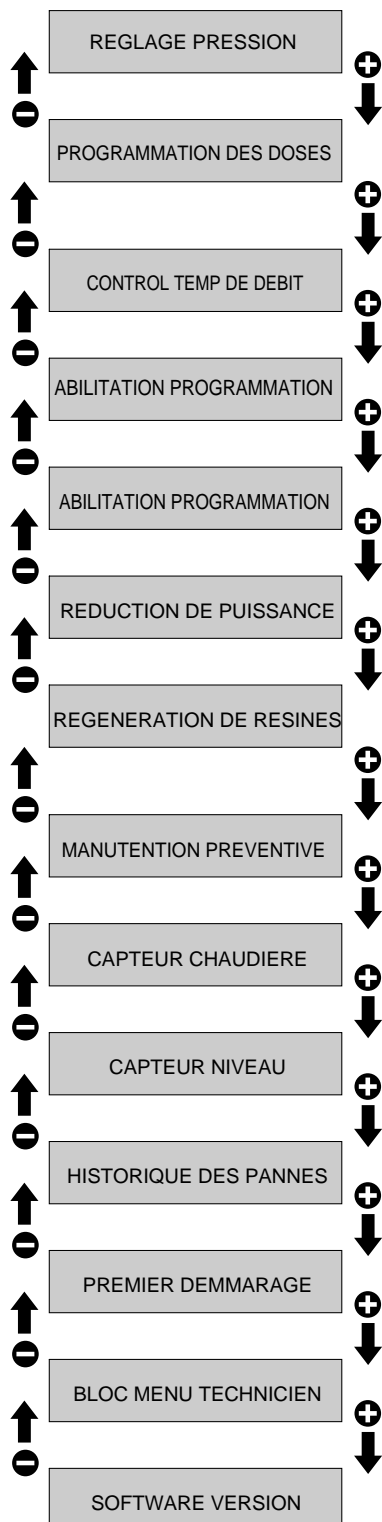 REGLAGE PRESSION
PROGRAMMATION DES DOSES
CONTROL TEMP DE DEBIT
ABILITATION PROGRAMMATION
ABILITATION PROGRAMMATION
REDUCTION DE PUISSANCE
REGENERATION DE RESINES
MANUTENTION PREVENTIVE
CAPTEUR CHAUDIERE
CAPTEUR NIVEAU
HISTORIQUE DES PANNES
PREMIER DEMMARAGE
BLOC MENU TECHNICIEN
SOFTWARE VERSION